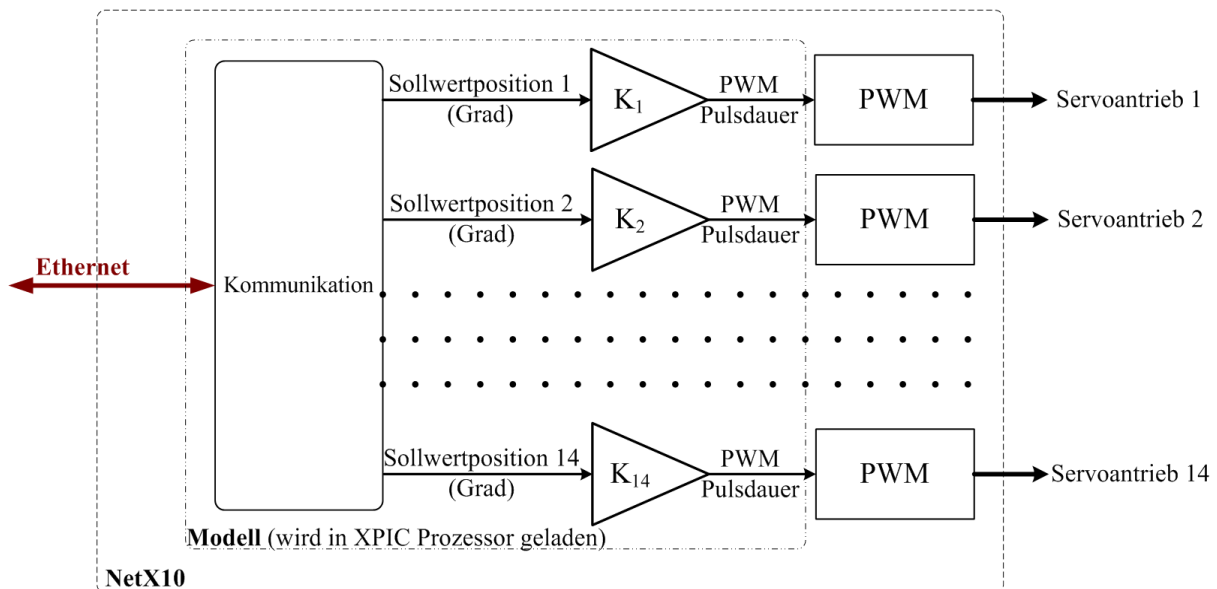 Sollwertposition 1
(Grad)
K1
PWM
Pulsdauer
PWM
Servoantrieb 1
Sollwertposition 2
(Grad)
K2
PWM
Pulsdauer
PWM
Servoantrieb 2
Ethernet
Kommunikation
Sollwertposition 14
(Grad)
K14
PWM
Pulsdauer
PWM
Servoantrieb 14
Modell (wird in XPIC Prozessor geladen)
NetX10